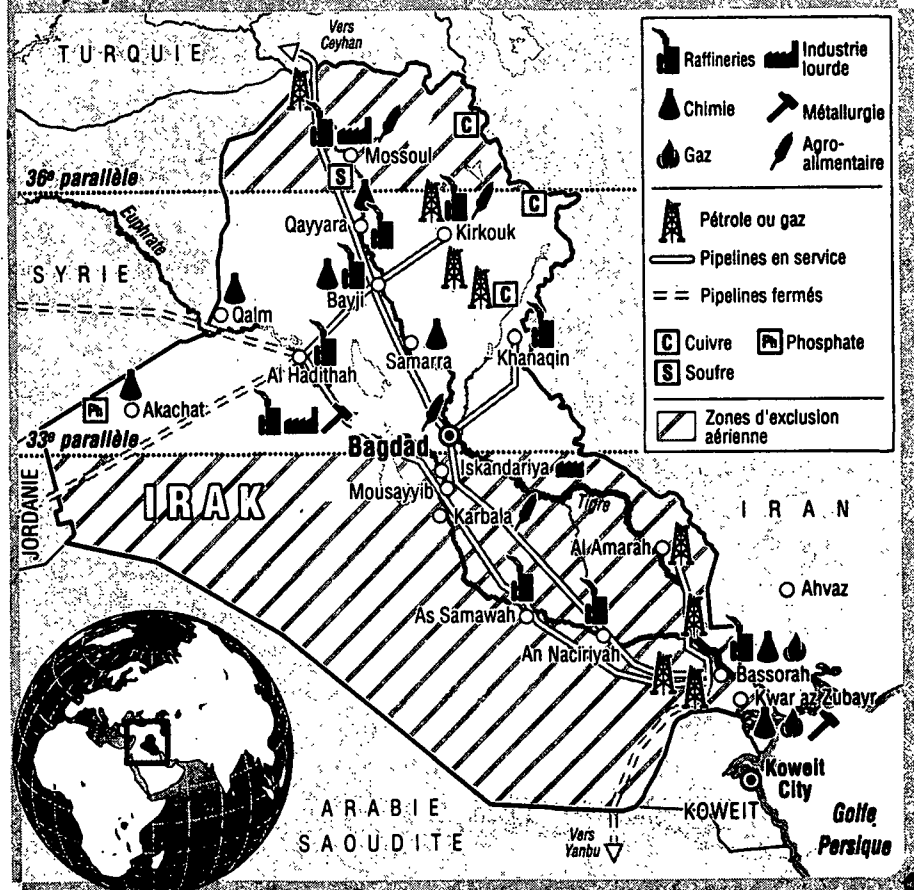 TURQUIE
Vers
Ceyhan
Mossoul
36e parallèle
S
C
C
Qayyara
Kirkouk
Euphrate
SYRIE
Bayji
Qaïm
C
Samarra
Khanaqin
Al Hadithah
Ph
Akachat
33e parallèle
Bagdad
Iskandariya
IRAK
Mousayyib
Tigre
IRAN
JORDANIE
Karbala
Al Amarah
Ahvaz
As Samawah
An Naciriyah
Bassorah
Kwar az Zubayr
Koweit
City
ARABIE
SAOUDITE
KOWEIT
Golfe
Persique
Vers
Yanbu
Raffineries
Industrie
lourde
Chimie
Métallurgie
Gaz
Agro-
alimentaire
Pétrole ou gaz
Pipelines en service
Pipelines fermés
C Cuivre
Ph Phosphate
S Soufre
Zones d'exclusion
aérienne